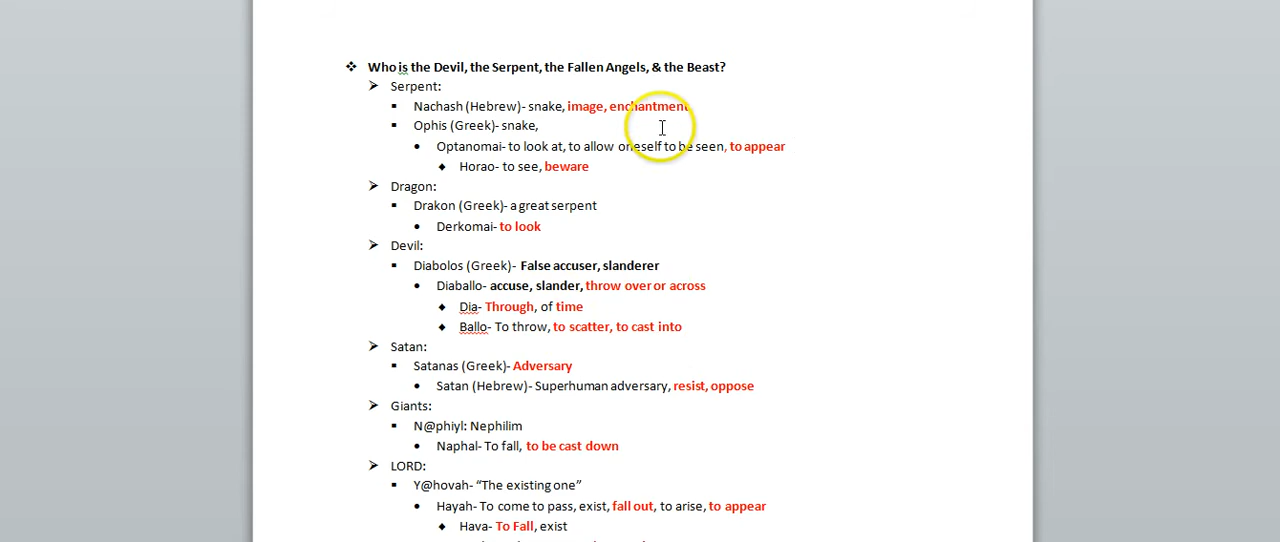 ❖ Who is the Devil, the Serpent, the Fallen Angels, & the Beast?
➢ Serpent:
▪ Nachash (Hebrew)- snake, image, enchantment
▪ Ophis (Greek)- snake,
• Optanomai- to look at, to allow oneself to be seen, to appear
◆ Horao- to see, beware
➢ Dragon:
▪ Drakon (Greek)- a great serpent
• Derkomai- to look
➢ Devil:
▪ Diabolos (Greek)- False accuser, slanderer
• Diaballo- accuse, slander, throw over or across
◆ Dia- Through, of time
◆ Ballo- To throw, to scatter, to cast into
➢ Satan:
▪ Satanas (Greek)- Adversary
• Satan (Hebrew)- Superhuman adversary, resist, oppose
➢ Giants:
▪ N@phiyl: Nephilim
• Naphal- To fall, to be cast down
➢ LORD:
▪ Y@hovah- “The existing one”
• Hayah- To come to pass, exist, fall out, to arise, to appear
◆ Hava- To Fall, exist